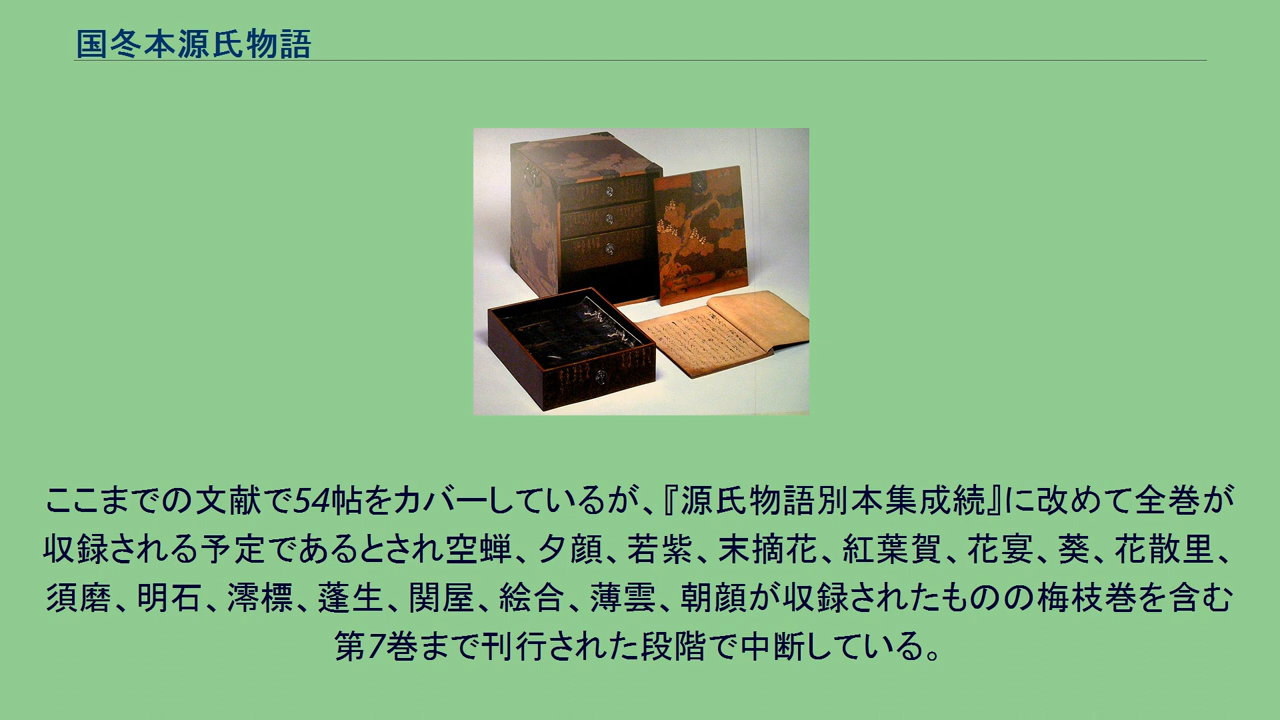 国冬本源氏物語
ここまでの文献で54帖をカバーしているが、『源氏物語別本集成続』に改めて全巻が
収録される予定であるとされ空蝉、夕顔、若紫、末摘花、紅葉賀、花宴、葵、花散里、
須磨、明石、澪標、蓬生、関屋、絵合、薄雲、朝顔が収録されたものの梅枝巻を含む
第7巻まで刊行された段階で中断している。